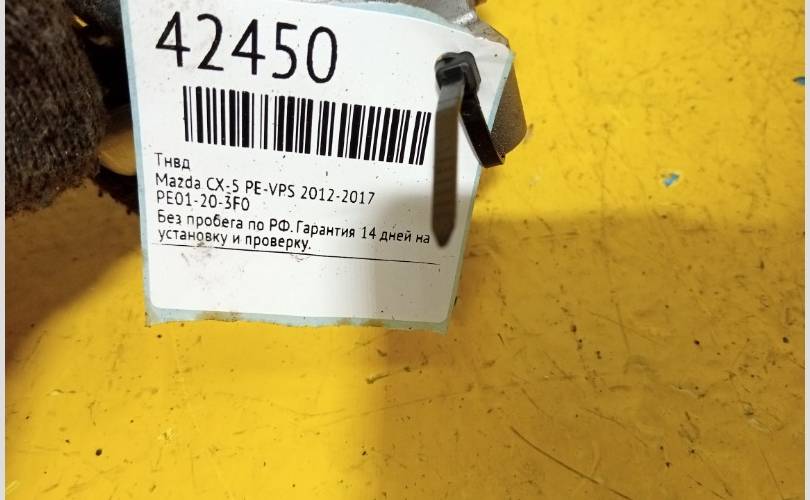 42450
Тнвд
Mazda CX-5 PE-VPS 2012-2017
PE01-20-3F0
Без пробега по РФ. Гарантия 14 дней на
установку и проверку.